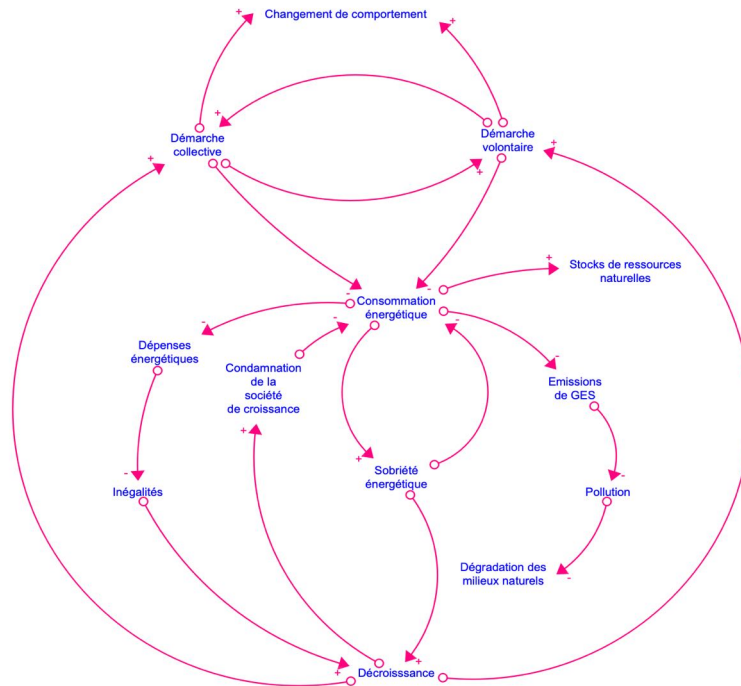 Changement de comportement
+
+
+
+
Démarche
collective
Démarche
volontaire
+
+
+
+
Stocks de ressources
naturelles
+
-
-
Consommation
énergétique
-
-
-
Dépenses
énergétiques
Condamnation
de la
société
de croissance
-
Emissions
de GES
+
+
-
-
Sobriété
énergétique
Inégalités
Pollution
Dégradation des
milieux naturels
-
+
+
Décroisssance